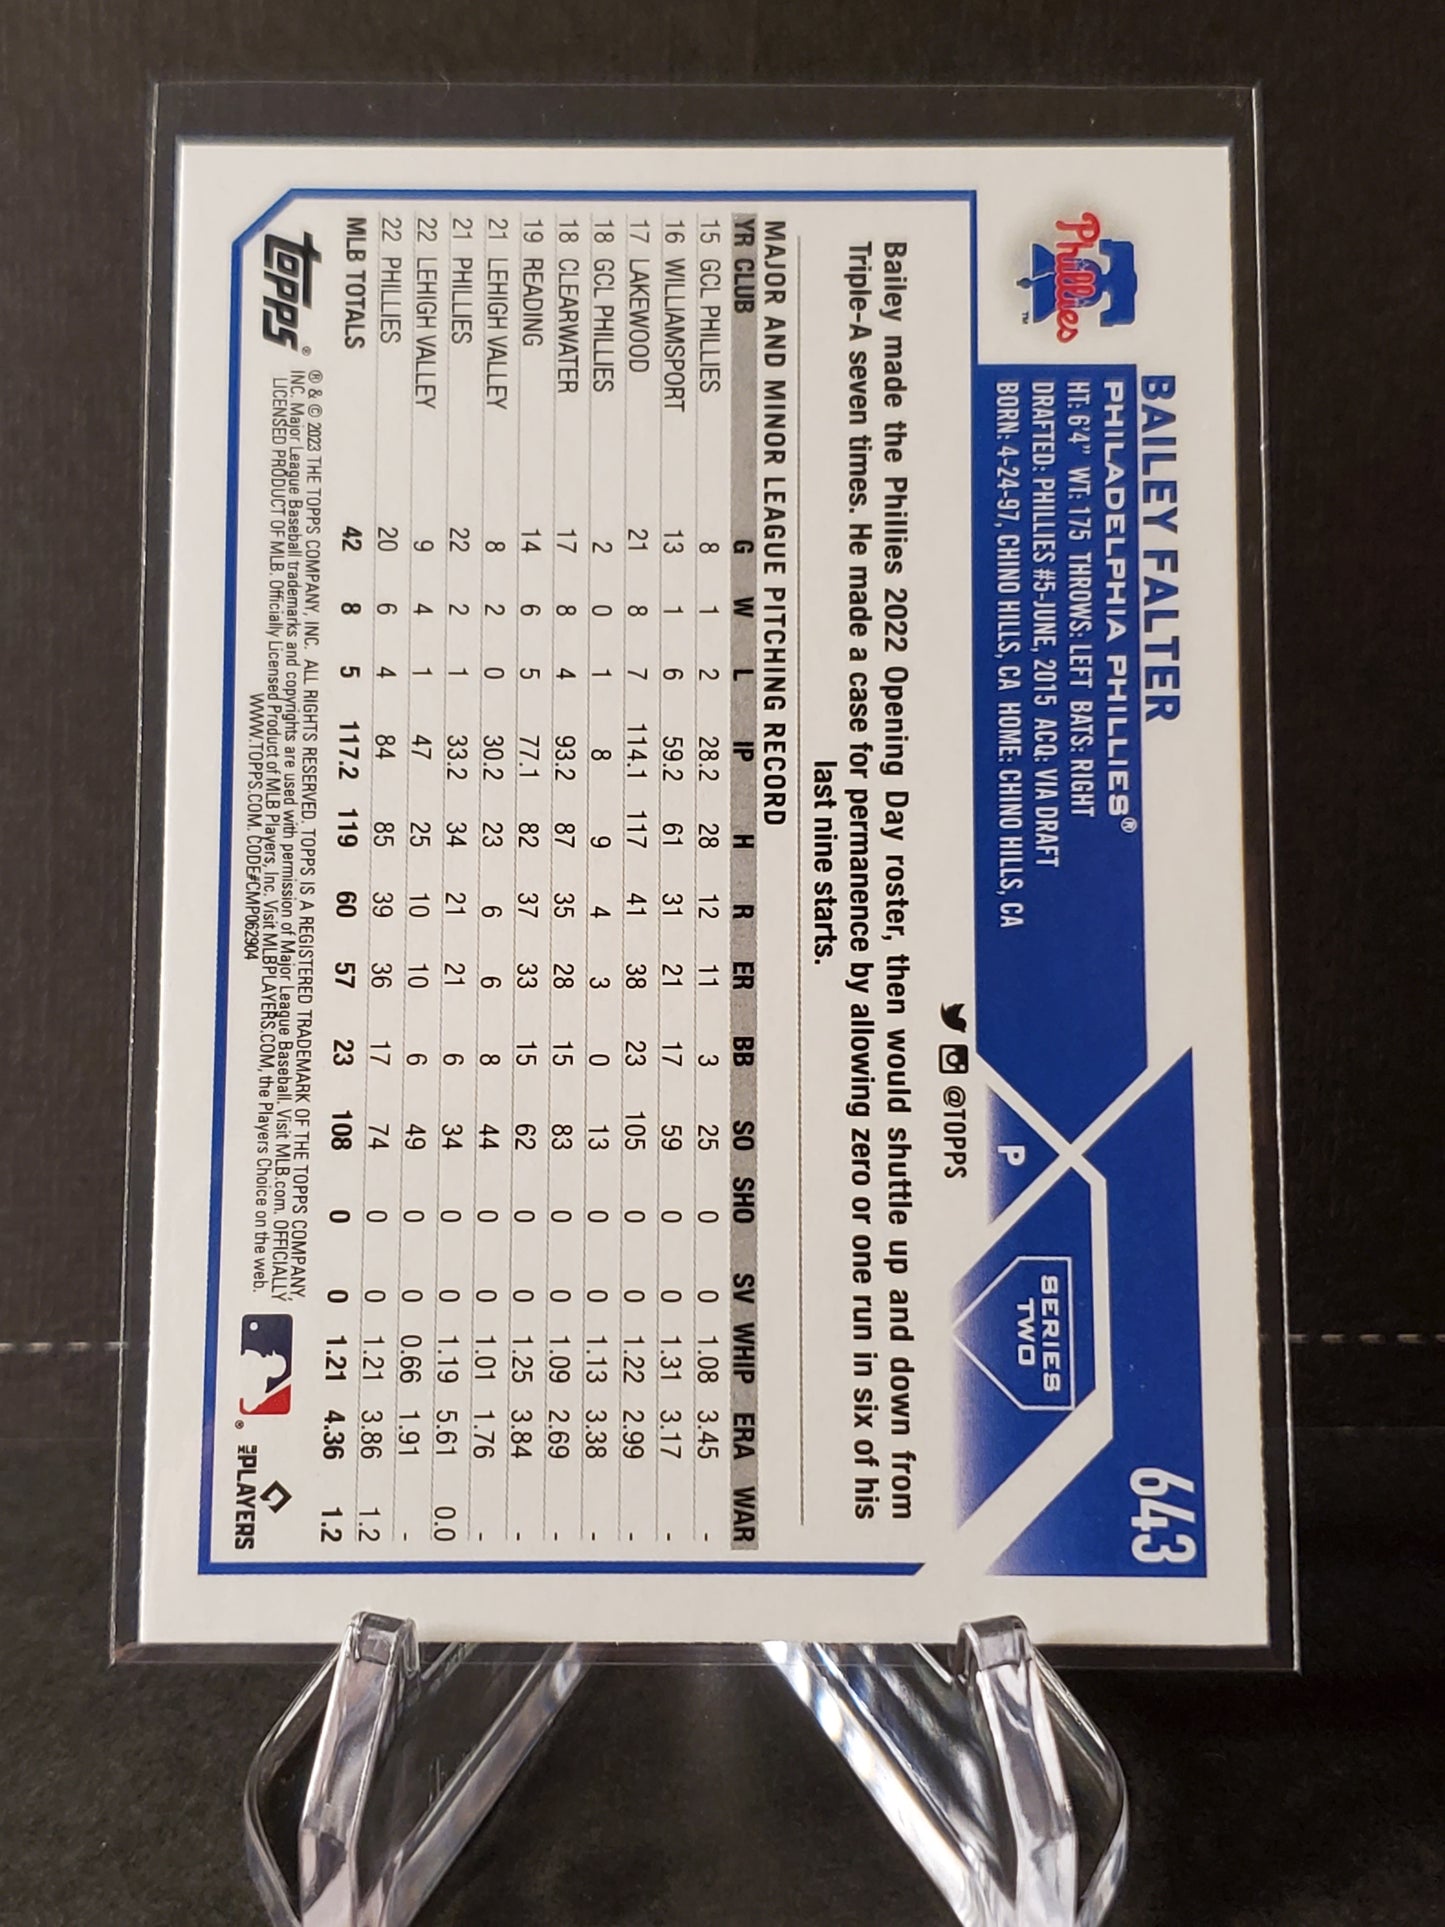 Phillies
TM
BAILEY FALTER
PHILADELPHIA PHILLIES®
HT: 6'4" WT: 175 THROWS: LEFT BATS: RIGHT
DRAFTED: PHILLIES #5-JUNE, 2015 ACQ: VIA DRAFT
BORN: 4-24-97, CHINO HILLS, CA HOME: CHINO HILLS, CA
P
SERIES
TWO
643
@TOPPS
Bailey made the Phillies 2022 Opening Day roster, then would shuttle up and down from
Triple-A seven times. He made a case for permanence by allowing zero or one run in six of his
last nine starts.
MAJOR AND MINOR LEAGUE PITCHING RECORD
YR CLUB G W L IP H R ER BB SO SHO SV WHIP ERA WAR
15 GCL PHILLIES 8 1 2 28.2 28 12 11 3 25 0 0 1.08 3.45 -
16 WILLIAMSPORT 13 1 6 59.2 61 31 21 17 59 0 0 1.31 3.17 -
17 LAKEWOOD 21 8 7 114.1 117 41 38 23 105 0 0 1.22 2.99 -
18 GCL PHILLIES 2 0 1 8 9 4 3 0 13 0 0 1.13 3.38 -
18 CLEARWATER 17 8 4 93.2 87 35 28 15 83 0 0 1.09 2.69 -
19 READING 14 6 5 77.1 82 37 33 15 62 0 0 1.25 3.84 -
21 LEHIGH VALLEY 8 2 0 30.2 23 6 6 8 44 0 0 1.01 1.76 -
21 PHILLIES 22 2 1 33.2 34 21 21 6 34 0 0 1.19 5.61 0.0
22 LEHIGH VALLEY 9 4 1 47 25 10 10 6 49 0 0 0.66 1.91 -
22 PHILLIES 20 6 4 84 85 39 36 17 74 0 0 1.21 3.86 1.2
MLB TOTALS 42 8 5 117.2 119 60 57 23 108 0 0 1.21 4.36 1.2
topps®
® & © 2023 THE TOPPS COMPANY, INC. ALL RIGHTS RESERVED. TOPPS IS A REGISTERED TRADEMARK OF THE TOPPS COMPANY,
INC. Major League Baseball trademarks and copyrights are used with permission of Major League Baseball. Visit MLB.com. OFFICIALLY
LICENSED PRODUCT OF MLB. Officially Licensed Product of MLB Players, Inc. Visit MLBPLAYERS.COM, the Players Choice on the web.
WWW.TOPPS.COM. CODE#CMP062904
®
THE PLAYERS